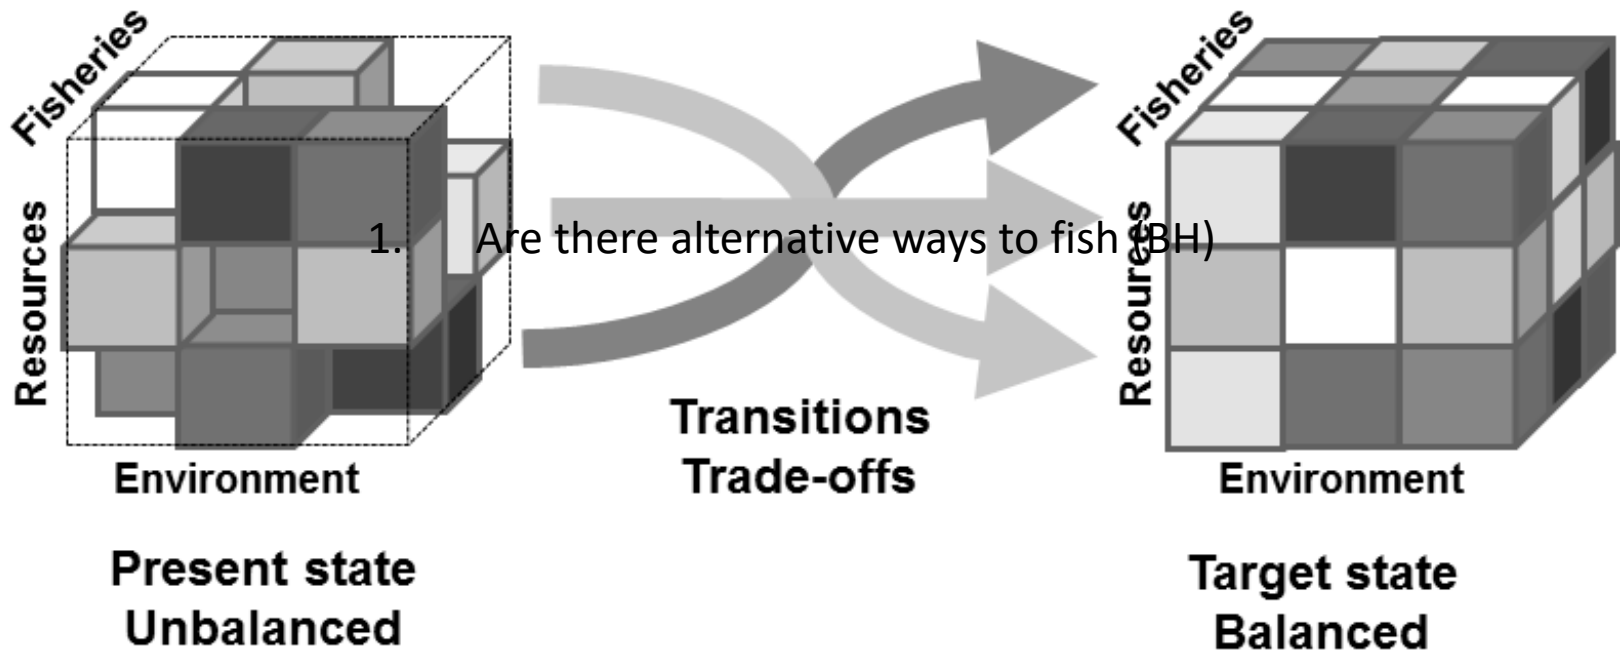 Fisheries
Resources
Environment
Present state
Unbalanced
1. Are there alternative ways to fish (BH)
Transitions
Trade-offs
Fisheries
Resources
Environment
Target state
Balanced